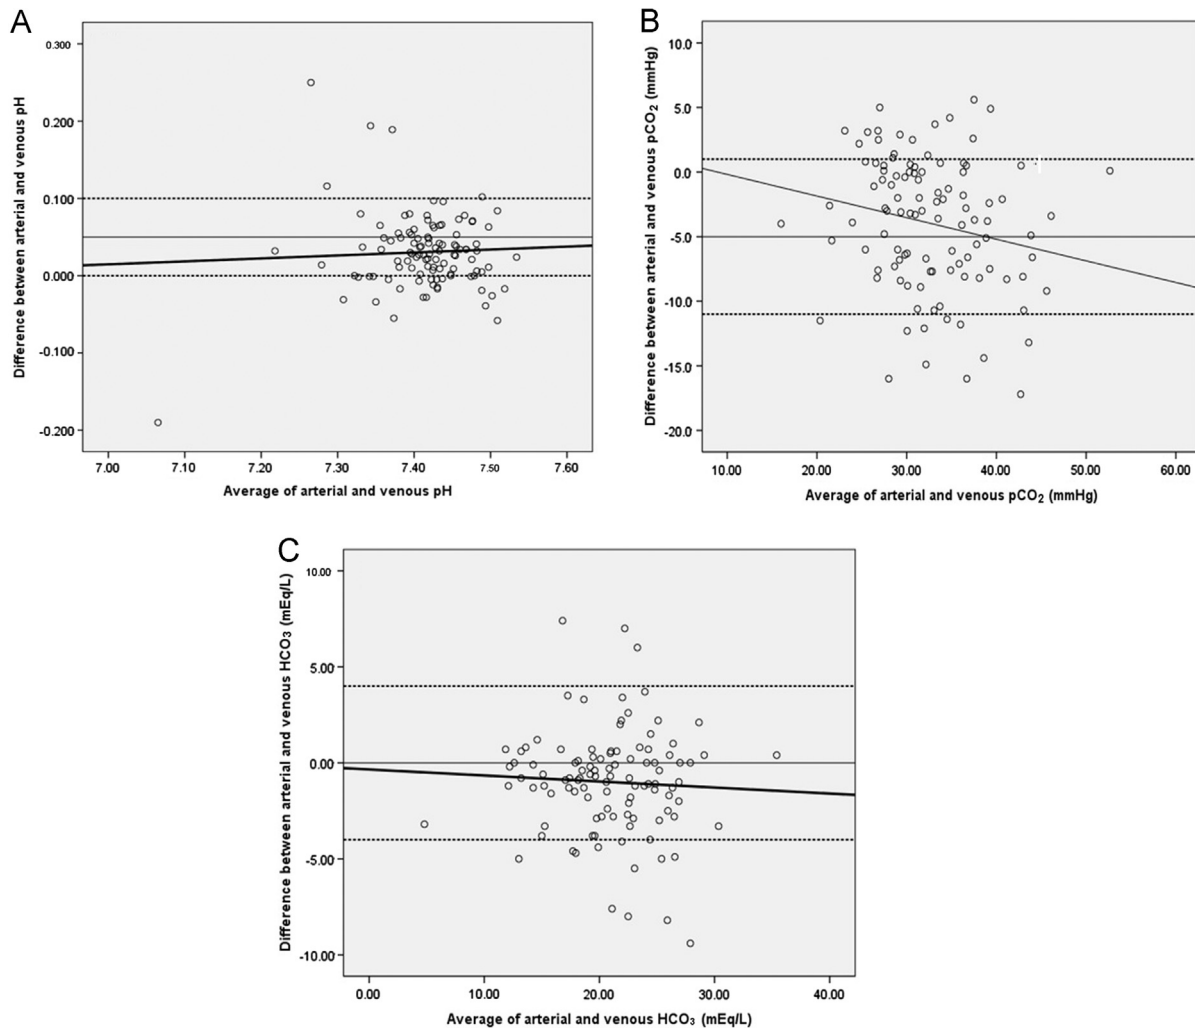 A
Difference between arterial and venous pH
0.300
0.200
0.100
0.000
-0.100
-0.200
7.00 7.10 7.20 7.30 7.40 7.50 7.60
Average of arterial and venous pH
B
Difference between arterial and venous pCO₂ (mmHg)
10.0
5.0
0.0
-5.0
-10.0
-15.0
-20.0
10.00 20.00 30.00 40.00 50.00 60.00
Average of arterial and venous pCO₂ (mmHg)
C
Difference between arterial and venous HCO₃ (mEq/L)
10.00
5.00
0.00
-5.00
-10.00
0.00 10.00 20.00 30.00 40.00
Average of arterial and venous HCO₃ (mEq/L)